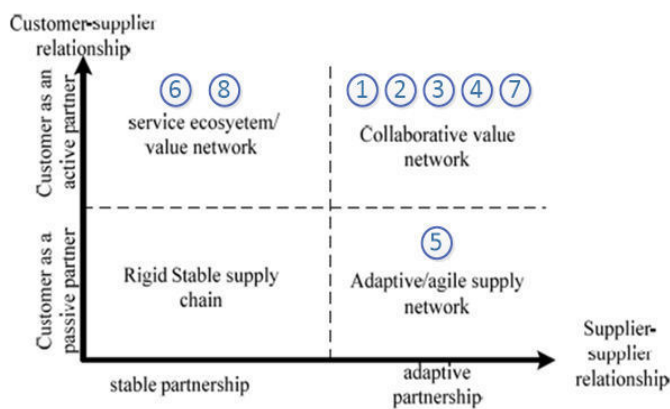 Customer-supplier
relationship
Customer as an
active partner
6 8
service ecosyetem/
value network
1 2 3 4 7
Collaborative value
network
Customer as a
passive partner
Rigid Stable supply
chain
5
Adaptive/agile supply
network
stable partnership
adaptive
partnership
Supplier-
supplier
relationship